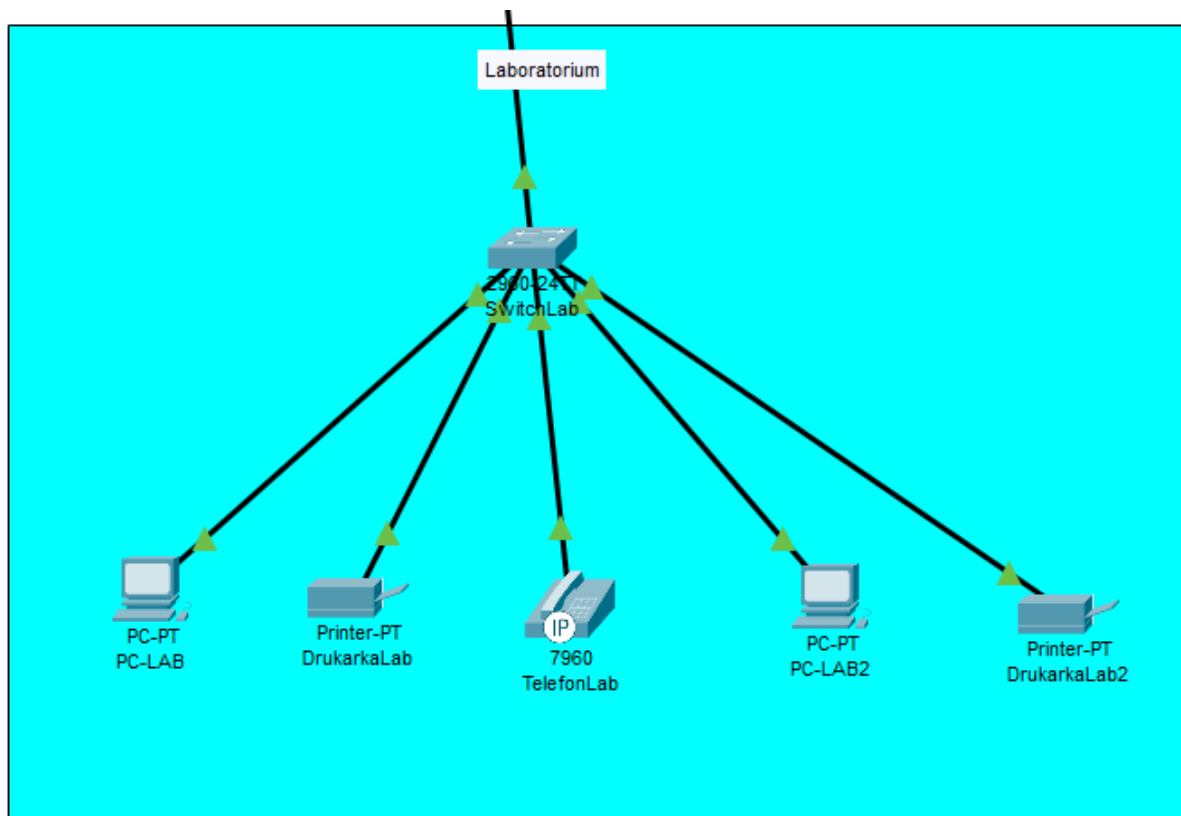 Laboratorium
2960-24TT
SwitchLab
PC-PT
PC-LAB
Printer-PT
DrukarkaLab
IP
7960
TelefonLab
PC-PT
PC-LAB2
Printer-PT
DrukarkaLab2